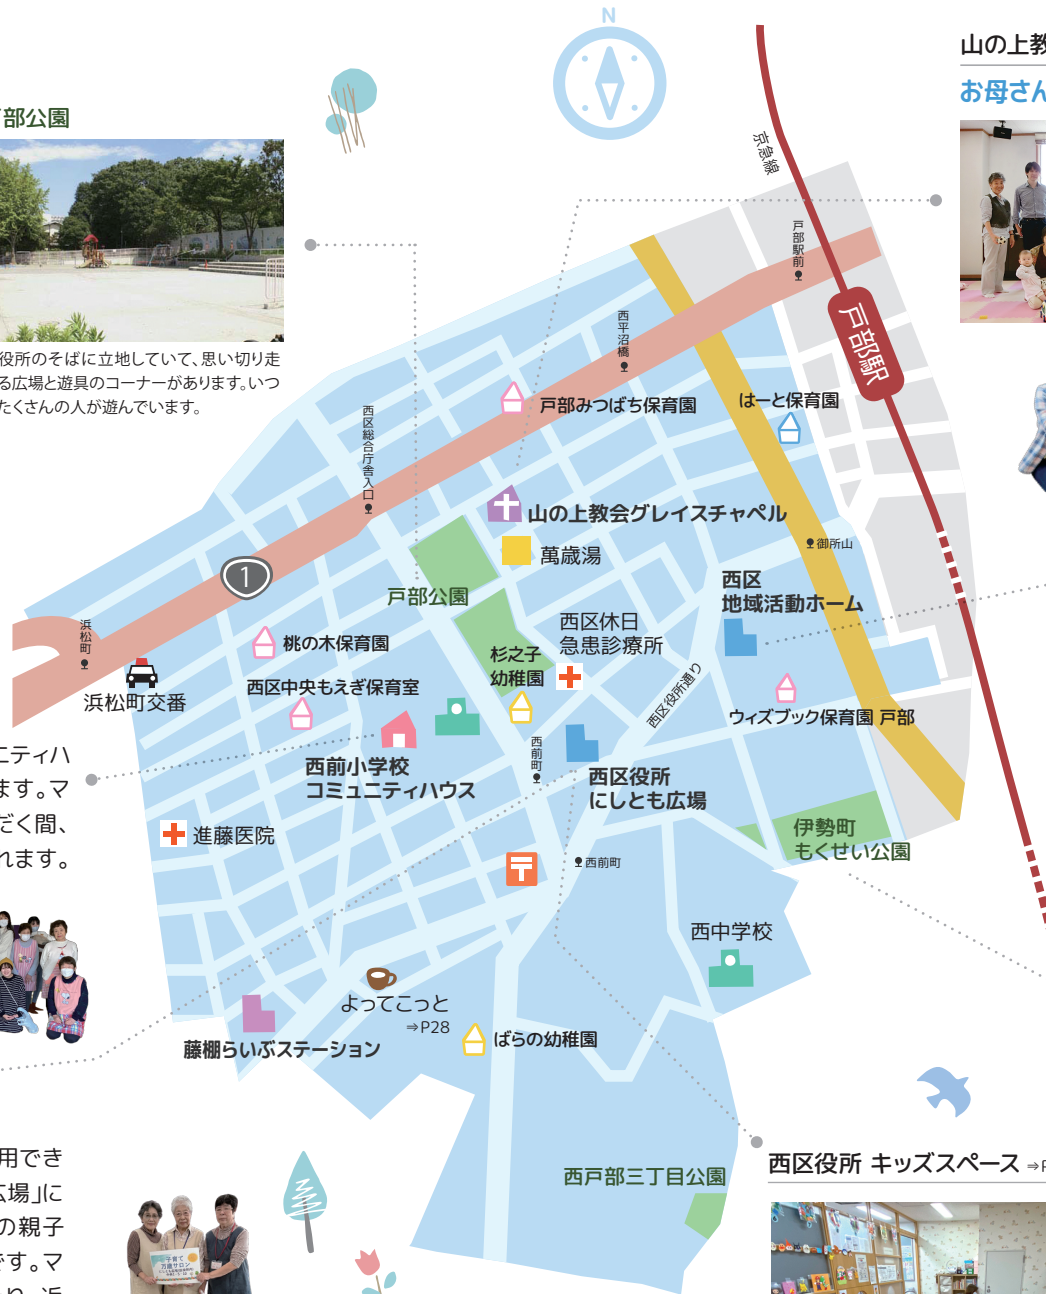 N
山の上教
お母さん
部公園
役所のそばに立地していて、思い切り走
る広場と遊具のコーナーがあります。いつ
たくさんの人が遊んでいます。
京急線
戸部駅前
戸部駅
西平沼橋
西区総合庁舎入口
戸部みつばち保育園
はーと保育園
山の上教会グレイスチャペル
萬歳湯
御所山
1
戸部公園
西区
地域活動ホーム
西区休日
急患診療所
浜松町
桃の木保育園
杉之子
幼稚園
浜松町交番
西区中央もえぎ保育室
西区役所通り
ウィズブック保育園 戸部
西前町
西前小学校
コミュニティハウス
西区役所
にしとも広場
ニティハ
ます。マ
だく間、
れます。
進藤医院
伊勢町
もくせい公園
西前町
西中学校
よってこっと
⇒P28
藤棚らいぶステーション
ばらの幼稚園
西戸部三丁目公園
西区役所 キッズスペース ⇒P
用でき
広場」に
の親子
です。マ
子育て
万歳サロン